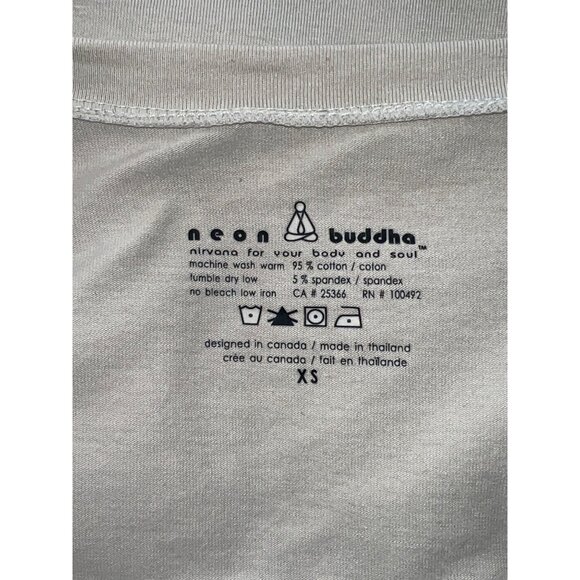 neon buddha™
nirvana for your body and soul
machine wash warm 95 % cotton / coton
tumble dry low 5 % spandex / spandex
no bleach low iron CA # 25366 RN # 100492
designed in canada / made in thailand
crée au canada / fait en thaïlande
XS